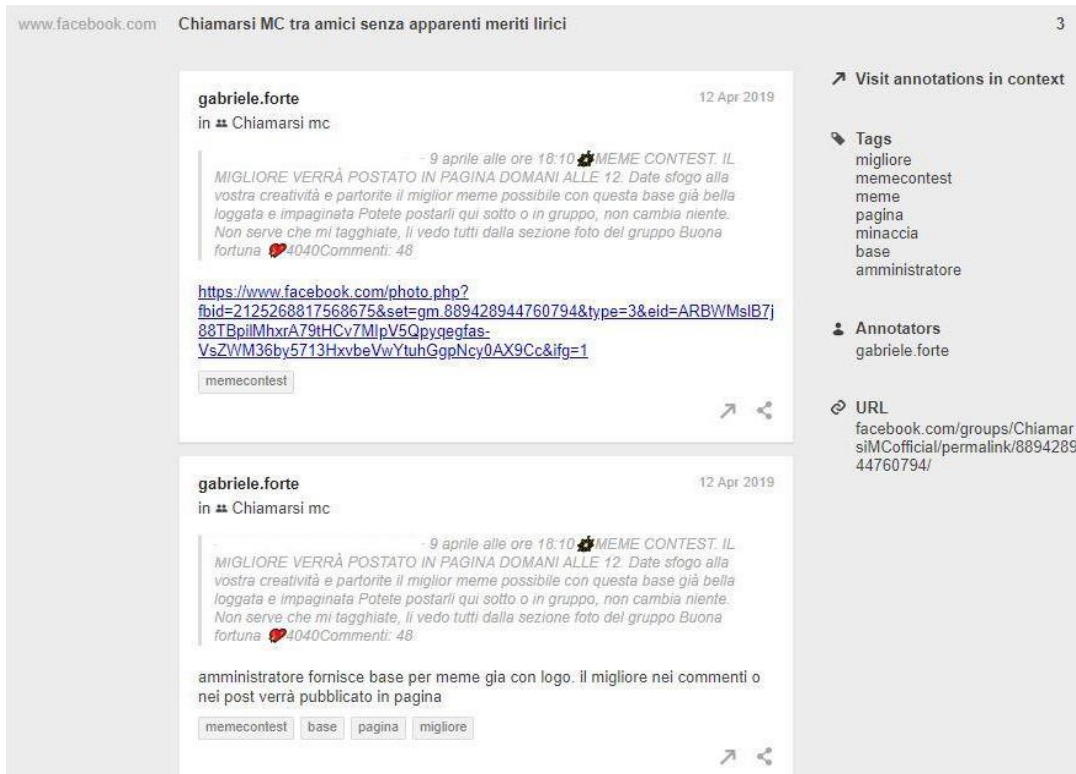 www.facebook.com Chiamarsi MC tra amici senza apparenti meriti lirici 3
gabriele.forte 12 Apr 2019
in Chiamarsi mc
- 9 aprile alle ore 18:10 MEME CONTEST. IL
MIGLIORE VERRÀ POSTATO IN PAGINA DOMANI ALLE 12. Date sfogo alla
vostra creatività e partorite il miglior meme possibile con questa base già bella
loggata e impaginata Potete postarli qui sotto o in gruppo, non cambia niente.
Non serve che mi tagghiate, li vedo tutti dalla sezione foto del gruppo Buona
fortuna 4040Commenti: 48
https://www.facebook.com/photo.php?
fbid=2125268817568675&set=gm.889428944760794&type=3&eid=ARBWMsIB7j
88TBpilMhxrA79tHCv7MIpV5Qpyqegfas-
VsZWM36by5713HxvbeVwYtuhGgpNcy0AX9Cc&ifg=1
memecontest
gabriele.forte 12 Apr 2019
in Chiamarsi mc
- 9 aprile alle ore 18:10 MEME CONTEST. IL
MIGLIORE VERRÀ POSTATO IN PAGINA DOMANI ALLE 12. Date sfogo alla
vostra creatività e partorite il miglior meme possibile con questa base già bella
loggata e impaginata Potete postarli qui sotto o in gruppo, non cambia niente.
Non serve che mi tagghiate, li vedo tutti dalla sezione foto del gruppo Buona
fortuna 4040Commenti: 48
amministratore fornisce base per meme gia con logo. il migliore nei commenti o
nei post verrà pubblicato in pagina
memecontest base pagina migliore
Visit annotations in context
Tags
migliore
memecontest
meme
pagina
minaccia
base
amministratore
Annotators
gabriele.forte
URL
facebook.com/groups/Chiamar
siMCofficial/permalink/8894289
44760794/